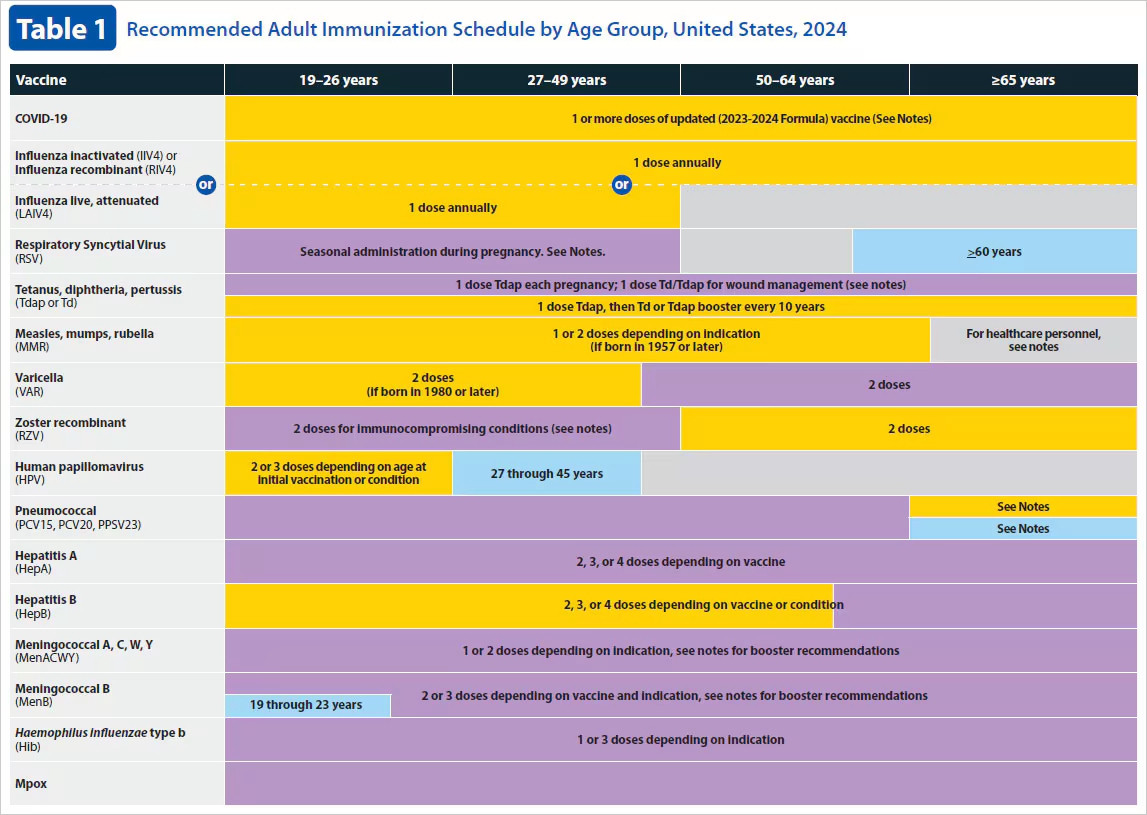 Table 1 Recommended Adult Immunization Schedule by Age Group, United States, 2024
Vaccine 19–26 years 27–49 years 50–64 years ≥65 years
COVID-19
1 or more doses of updated (2023-2024 Formula) vaccine (See Notes)
Influenza inactivated (IIV4) or
Influenza recombinant (RIV4)
1 dose annually
or or
Influenza live, attenuated
(LAIV4)
1 dose annually
Respiratory Syncytial Virus
(RSV)
Seasonal administration during pregnancy. See Notes.
≥60 years
Tetanus, diphtheria, pertussis
(Tdap or Td)
1 dose Tdap each pregnancy; 1 dose Td/Tdap for wound management (see notes)
1 dose Tdap, then Td or Tdap booster every 10 years
Measles, mumps, rubella
(MMR)
1 or 2 doses depending on indication
(if born in 1957 or later)
For healthcare personnel,
see notes
Varicella
(VAR)
2 doses
(if born in 1980 or later)
2 doses
Zoster recombinant
(RZV)
2 doses for immunocompromising conditions (see notes)
2 doses
Human papillomavirus
(HPV)
2 or 3 doses depending on age at
initial vaccination or condition
27 through 45 years
Pneumococcal
(PCV15, PCV20, PPSV23)
See Notes
See Notes
Hepatitis A
(HepA)
2, 3, or 4 doses depending on vaccine
Hepatitis B
(HepB)
2, 3, or 4 doses depending on vaccine or condition
Meningococcal A, C, W, Y
(MenACWY)
1 or 2 doses depending on indication, see notes for booster recommendations
Meningococcal B
(MenB)
2 or 3 doses depending on vaccine and indication, see notes for booster recommendations
19 through 23 years
Haemophilus influenzae type b
(Hib)
1 or 3 doses depending on indication
Mpox